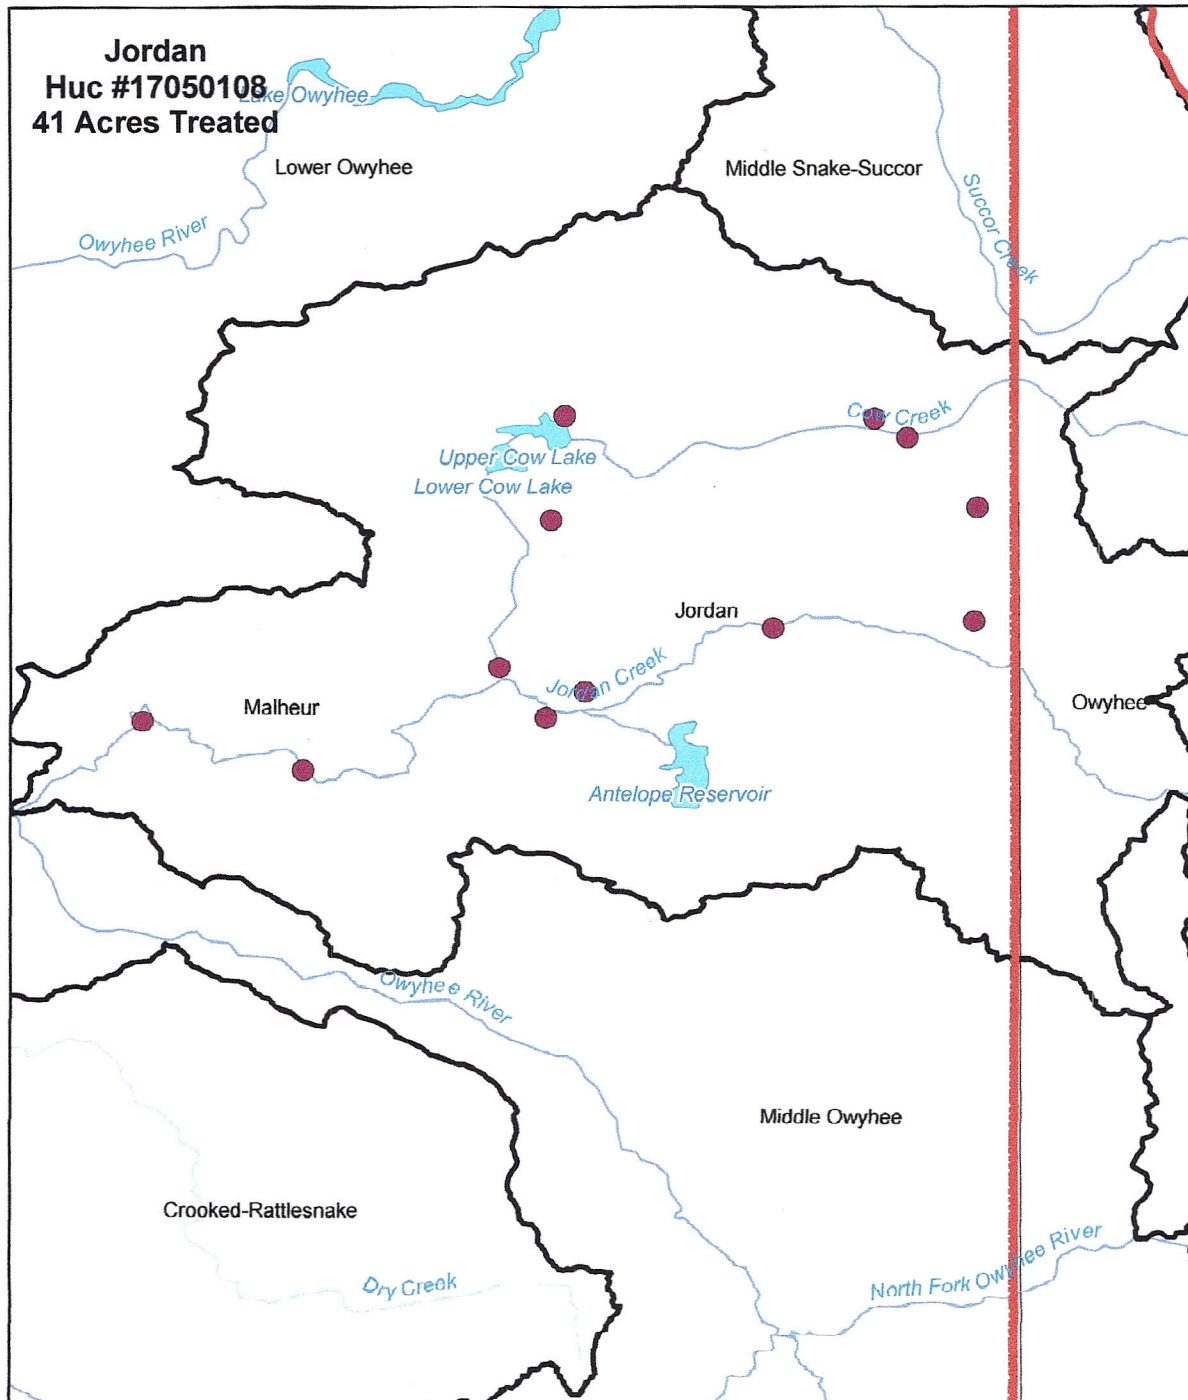 Jordan
Huc #17050108
Lake Owyhee
41 Acres Treated
Lower Owyhee
Middle Snake-Succor
Succor Creek
Owyhee River
Cow Creek
Upper Cow Lake
Lower Cow Lake
Jordan
Jordan Creek
Malheur
Owyhee
Antelope Reservoir
Owyhee River
Middle Owyhee
Crooked-Rattlesnake
North Fork Owyhee River
Dry Creek